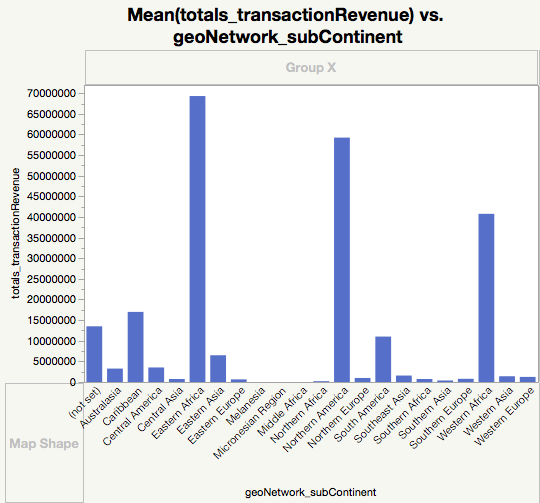 Mean(totals_transactionRevenue) vs.
geoNetwork_subContinent
Group X
totals_transactionRevenue
70000000
65000000
60000000
55000000
50000000
45000000
40000000
35000000
30000000
25000000
20000000
15000000
10000000
5000000
0
(not set)
Australasia
Caribbean
Central America
Central Asia
Eastern Africa
Eastern Asia
Eastern Europe
Melanesia
Micronesian Region
Middle Africa
Northern Africa
Northern America
Northern Europe
South America
Southeast Asia
Southern Africa
Southern Asia
Southern Europe
Western Africa
Western Asia
Western Europe
Map Shape
geoNetwork_subContinent